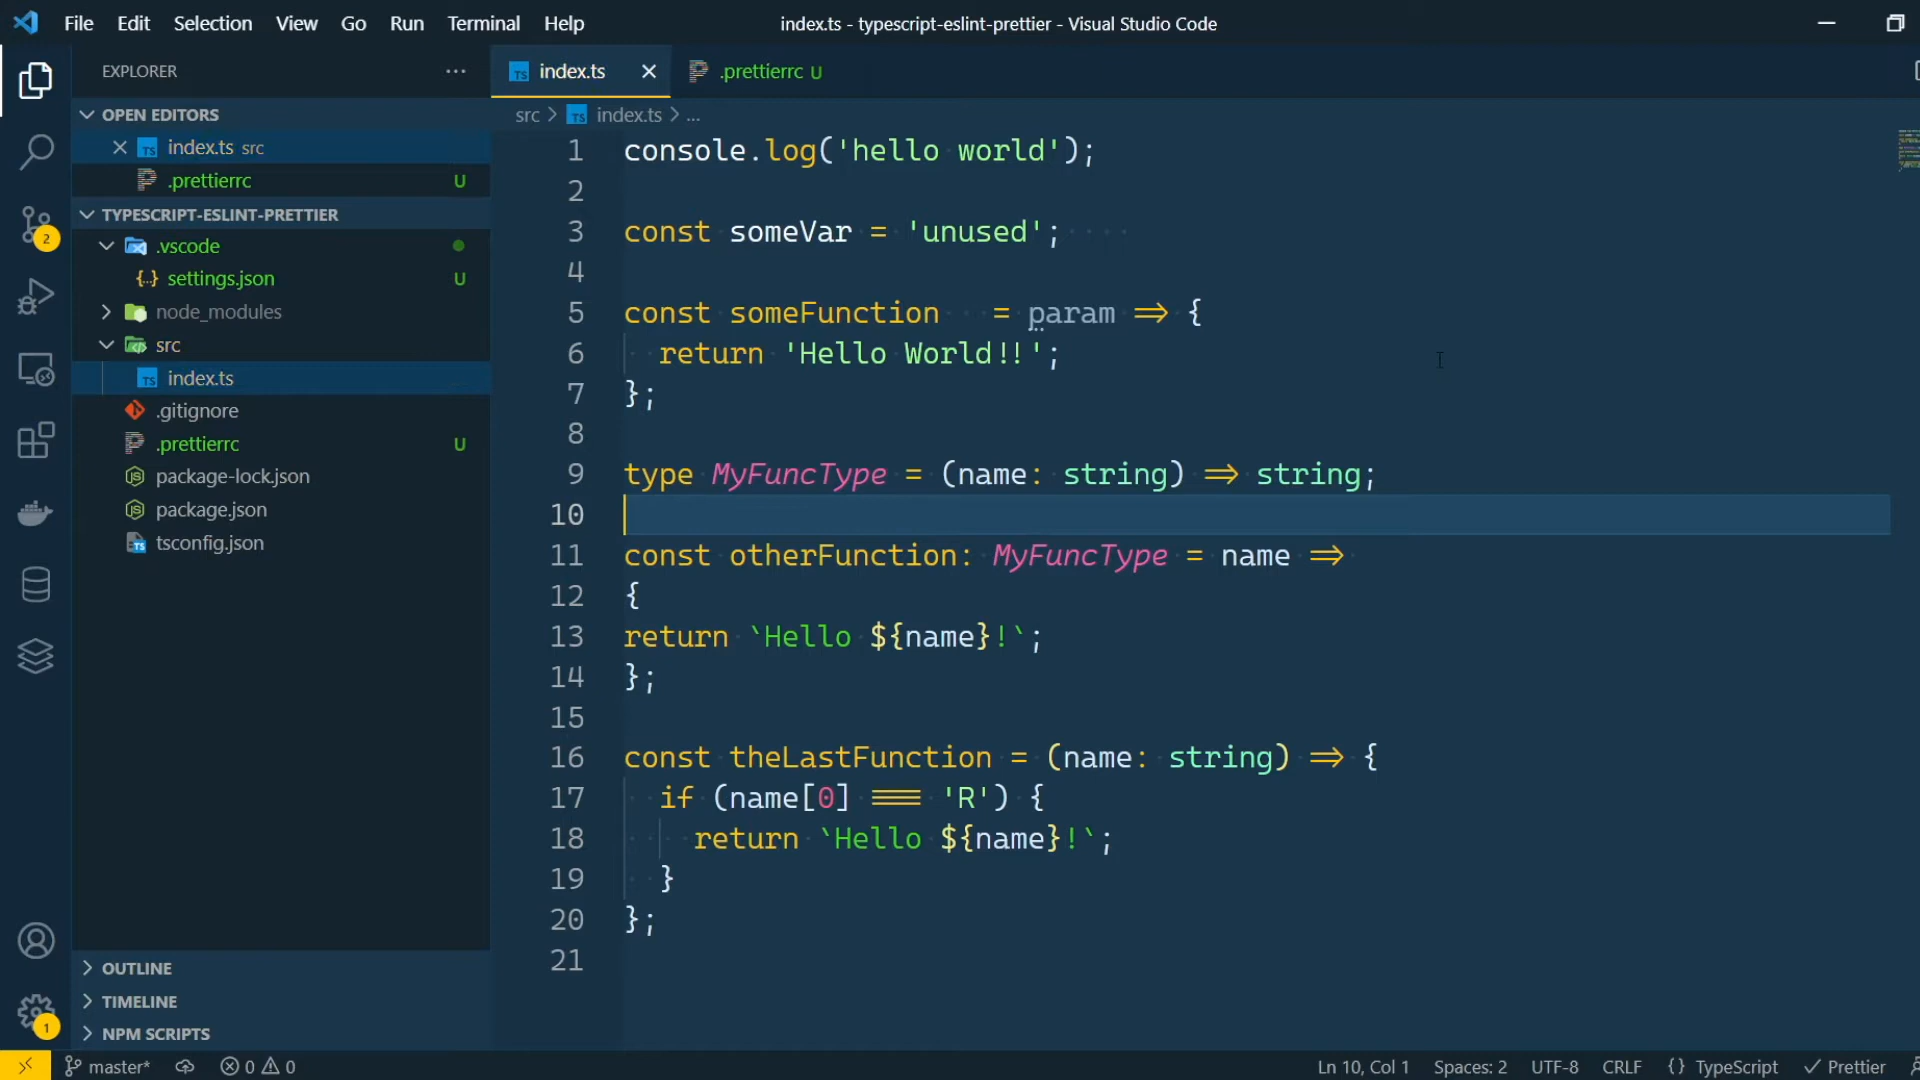 File Edit Selection View Go Run Terminal Help
index.ts - typescript-eslint-prettier - Visual Studio Code
EXPLORER
OPEN EDITORS
index.ts src
.prettierrc U
TYPESCRIPT-ESLINT-PRETTIER
.vscode
settings.json U
node_modules
src
index.ts
.gitignore
.prettierrc U
package-lock.json
package.json
tsconfig.json
OUTLINE
TIMELINE
NPM SCRIPTS
2
1
index.ts .prettierrc U
src > index.ts > ...
1 console.log('hello world');
2
3 const someVar = 'unused';
4
5 const someFunction   = param => {
6   return 'Hello World!!';
7 };
8
9 type MyFuncType = (name: string) => string;
10
11 const otherFunction: MyFuncType = name =>
12 {
13 return `Hello ${name}!`;
14 };
15
16 const theLastFunction = (name: string) => {
17   if (name[0] === 'R') {
18     return `Hello ${name}!`;
19   }
20 };
21
master* 0 0 Ln 10, Col 1 Spaces: 2 UTF-8 CRLF {} TypeScript Prettier